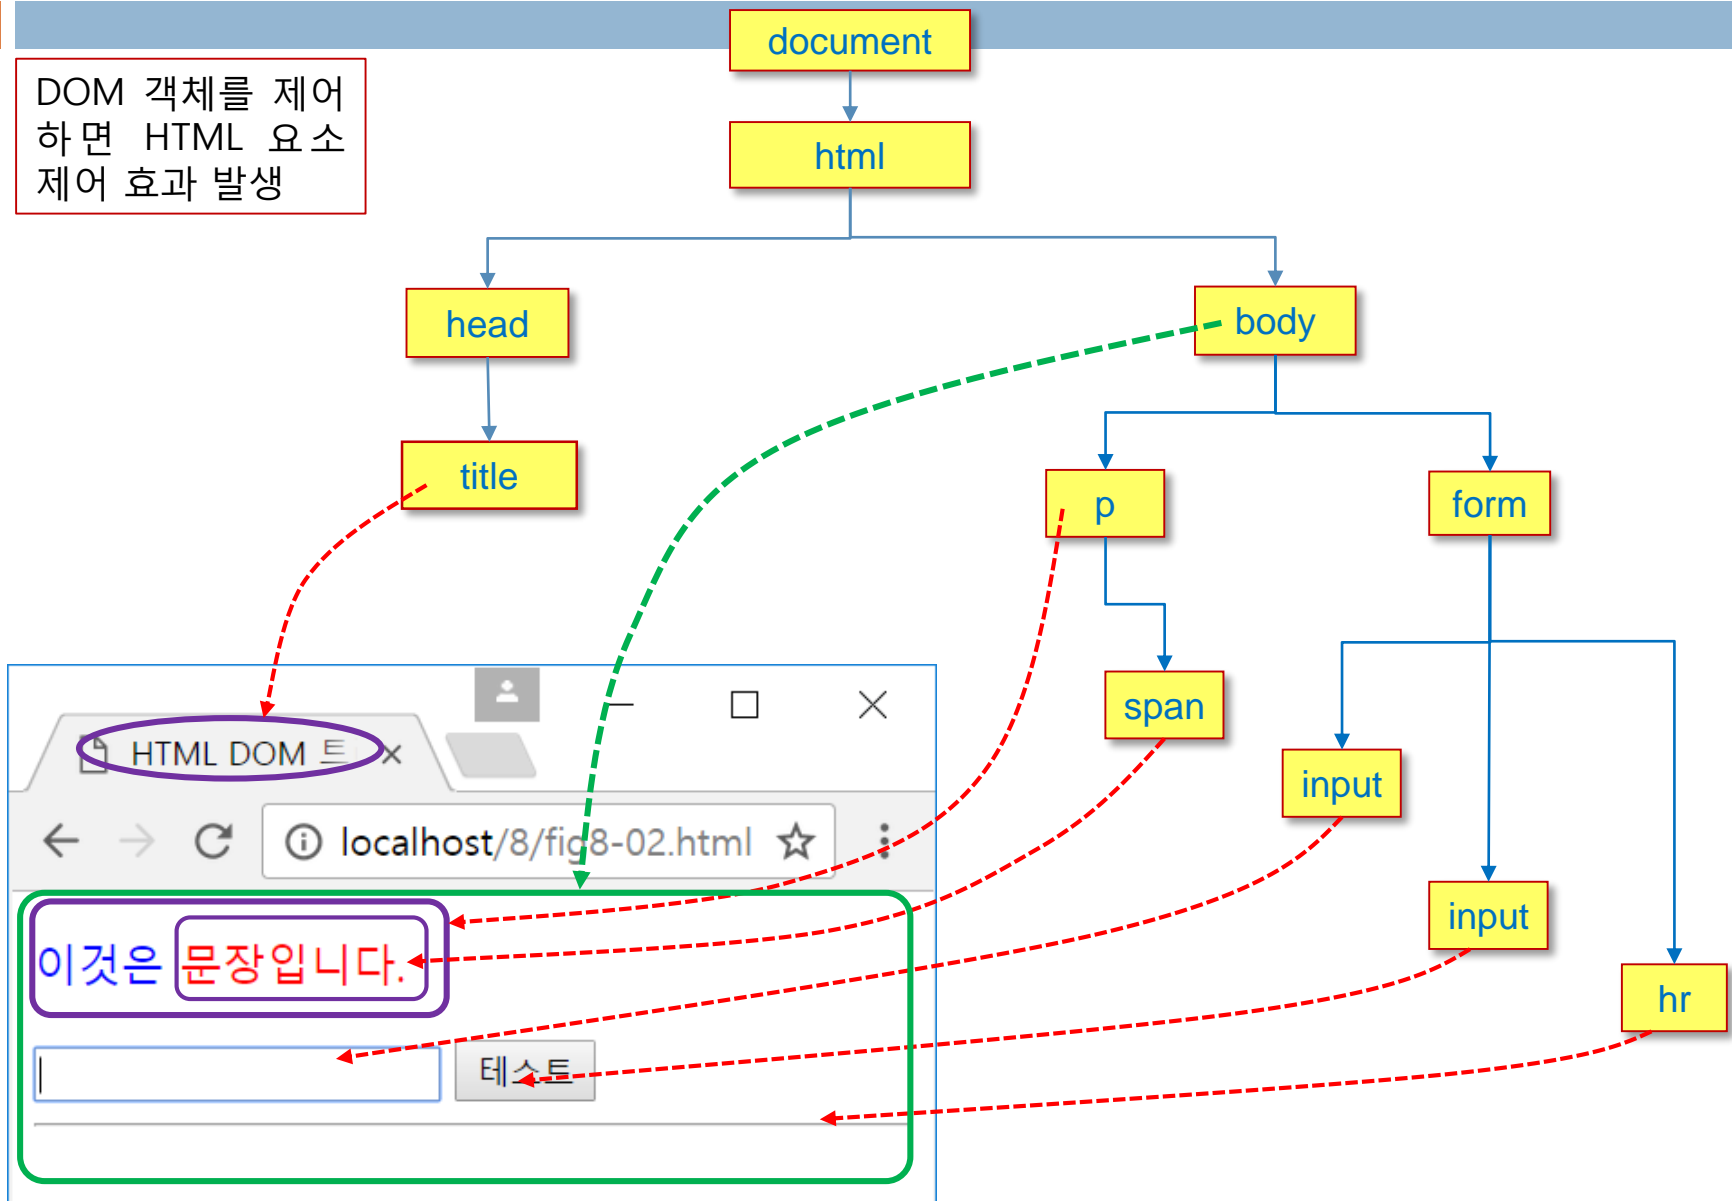 document
DOM 객체를 제어
하면 HTML 요소
제어 효과 발생
html
head
body
title
p
form
span
input
input
hr
HTML DOM 트
localhost/8/fig8-02.html
이것은 문장입니다.
테스트